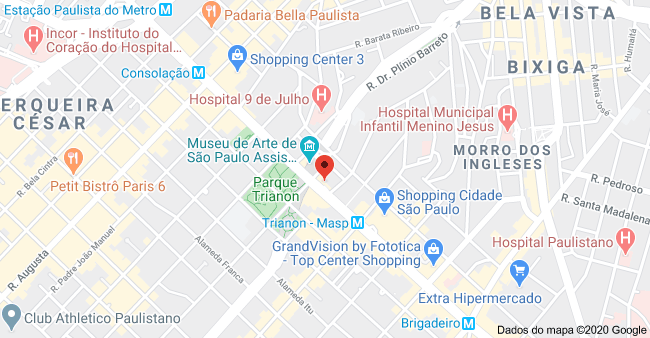 Estação Paulista do Metro
Padaria Bella Paulista
BELA VISTA
Incor - Instituto do
Coração do Hospital...
R. Barata Ribeiro
R. Humaitá
Shopping Center 3
R. Dr. Plínio Barreto
BIXIGA
Consolação
R. Maria José
Hospital 9 de Julho
ERQUEIRA
CÉSAR
Hospital Municipal
Infantil Menino Jesus
Museu de Arte de
São Paulo Assis...
MORRO DOS
INGLESES
R. Bela Cintra
Petit Bistrô Paris 6
Parque
Trianon
R. Pedroso
Shopping Cidade
São Paulo
R. Santa Madalena
Trianon - Masp
R. Padre João Manuel
Alameda Franca
GrandVision by Fototica
- Top Center Shopping
Hospital Paulistano
R. Augusta
Alameda Itu
Extra Hipermercado
Club Athletico Paulistano
Brigadeiro
Dados do mapa ©2020 Google